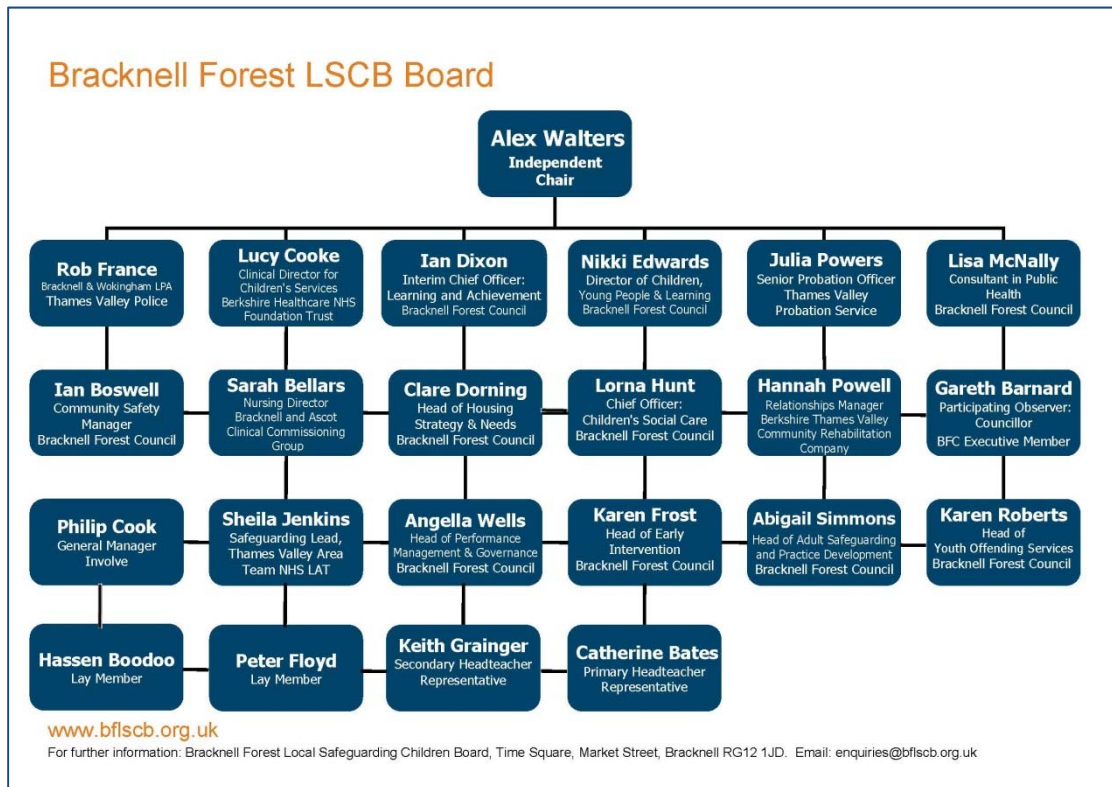 Bracknell Forest LSCB Board
Alex Walters
Independent
Chair
Rob France
Bracknell & Wokingham LPA
Thames Valley Police
Lucy Cooke
Clinical Director for
Children's Services
Berkshire Healthcare NHS
Foundation Trust
Ian Dixon
Interim Chief Officer:
Learning and Achievement
Bracknell Forest Council
Nikki Edwards
Director of Children,
Young People & Learning
Bracknell Forest Council
Julia Powers
Senior Probation Officer
Thames Valley
Probation Service
Lisa McNally
Consultant in Public
Health
Bracknell Forest Council
Ian Boswell
Community Safety
Manager
Bracknell Forest Council
Sarah Bellars
Nursing Director
Bracknell and Ascot
Clinical Commissioning
Group
Clare Dorning
Head of Housing
Strategy & Needs
Bracknell Forest Council
Lorna Hunt
Chief Officer:
Children's Social Care
Bracknell Forest Council
Hannah Powell
Relationships Manager
Berkshire Thames Valley
Community Rehabilitation
Company
Gareth Barnard
Participating Observer:
Councillor
BFC Executive Member
Philip Cook
General Manager
Involve
Sheila Jenkins
Safeguarding Lead,
Thames Valley Area
Team NHS LAT
Angella Wells
Head of Performance
Management & Governance
Bracknell Forest Council
Karen Frost
Head of Early
Intervention
Bracknell Forest Council
Abigail Simmons
Head of Adult Safeguarding
and Practice Development
Bracknell Forest Council
Karen Roberts
Head of
Youth Offending Services
Bracknell Forest Council
Hassen Boodoo
Lay Member
Peter Floyd
Lay Member
Keith Grainger
Secondary Headteacher
Representative
Catherine Bates
Primary Headteacher
Representative
www.bflscb.org.uk
For further information: Bracknell Forest Local Safeguarding Children Board, Time Square, Market Street, Bracknell RG12 1JD. Email: enquiries@bflscb.org.uk